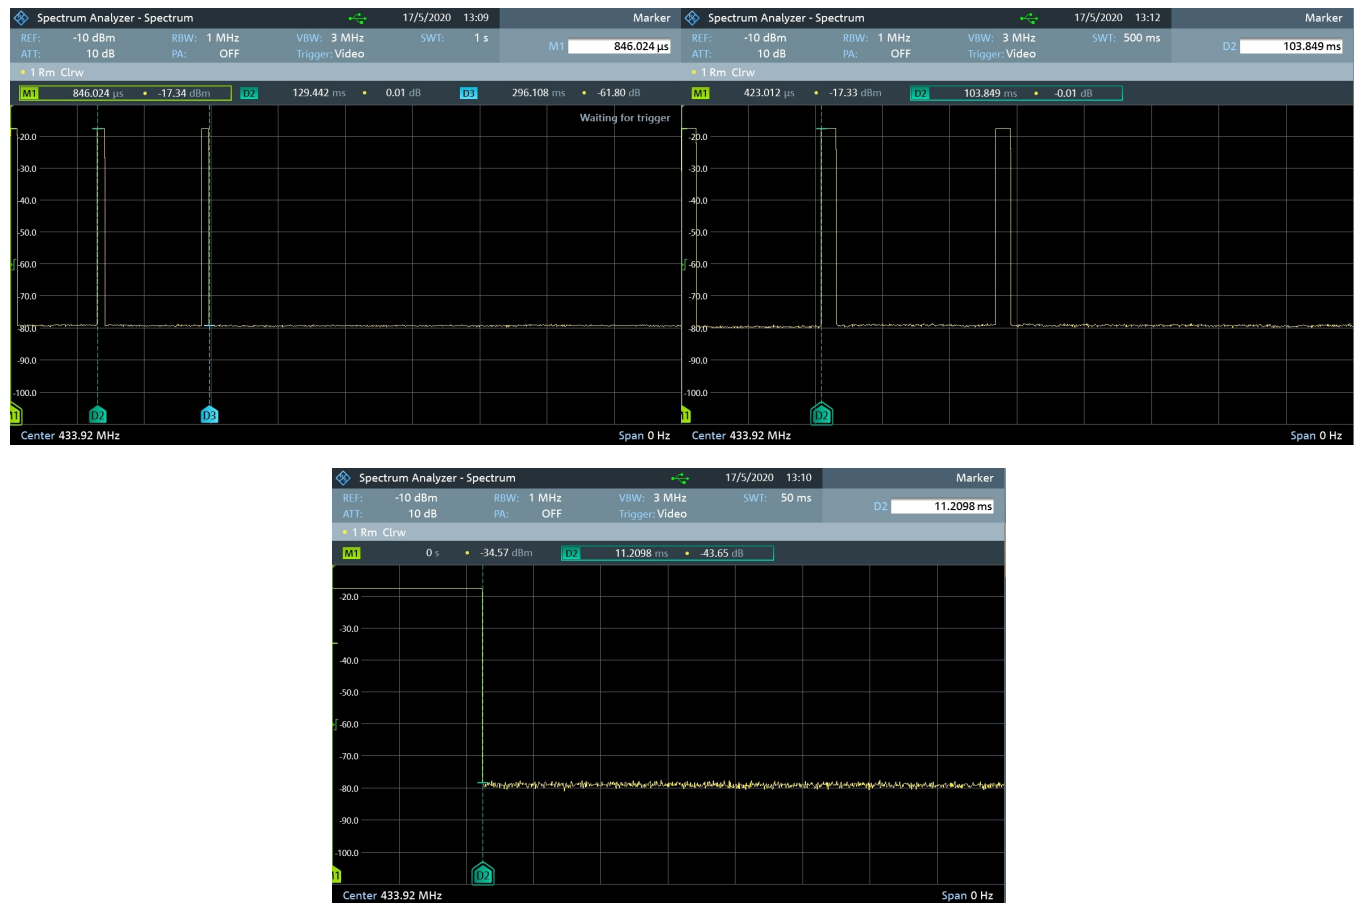 Spectrum Analyzer - Spectrum 17/5/2020 13:09 Marker
REF: -10 dBm RBW: 1 MHz VBW: 3 MHz SWT: 1 s
ATT: 10 dB PA: OFF Trigger: Video
M1 846.024 µs
1 Rm Clrw
M1 846.024 µs -17.34 dBm D2 129.442 ms 0.01 dB D3 296.108 ms -61.80 dB
Waiting for trigger
-20.0
-30.0
-40.0
-50.0
-60.0
-70.0
-80.0
-90.0
-100.0
D2 D3
Center 433.92 MHz Span 0 Hz
Spectrum Analyzer - Spectrum 17/5/2020 13:12 Marker
REF: -10 dBm RBW: 1 MHz VBW: 3 MHz SWT: 500 ms
ATT: 10 dB PA: OFF Trigger: Video
D2 103.849 ms
1 Rm Clrw
M1 423.012 µs -17.33 dBm D2 103.849 ms -0.01 dB
-20.0
-30.0
-40.0
-50.0
-60.0
-70.0
-80.0
-90.0
-100.0
D2
Center 433.92 MHz Span 0 Hz
Spectrum Analyzer - Spectrum 17/5/2020 13:10 Marker
REF: -10 dBm RBW: 1 MHz VBW: 3 MHz SWT: 50 ms
ATT: 10 dB PA: OFF Trigger: Video
D2 11.2098 ms
1 Rm Clrw
M1 0 s -34.57 dBm D2 11.2098 ms -43.65 dB
-20.0
-30.0
-40.0
-50.0
-60.0
-70.0
-80.0
-90.0
-100.0
D2
Center 433.92 MHz Span 0 Hz